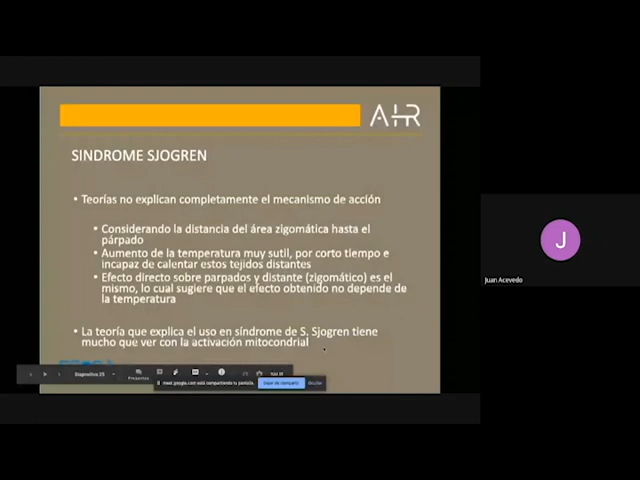 AHR
SINDROME SJOGREN
• Teorías no explican completamente el mecanismo de acción
• Considerando la distancia del área zigomática hasta el
párpado
• Aumento de la temperatura muy sutil, por corto tiempo e
incapaz de calentar estos tejidos distantes
• Efecto directo sobre parpados y distante (zigomático) es el
mismo, lo cual sugiere que el efecto obtenido no depende de
la temperatura
• La teoría que explica el uso en síndrome de S. Sjogren tiene
mucho que ver con la activación mitocondrial
Diapositiva 25
Preguntas
meet.google.com está compartiendo tu pantalla.
Dejar de compartir
Ocultar
J
Juan Acevedo